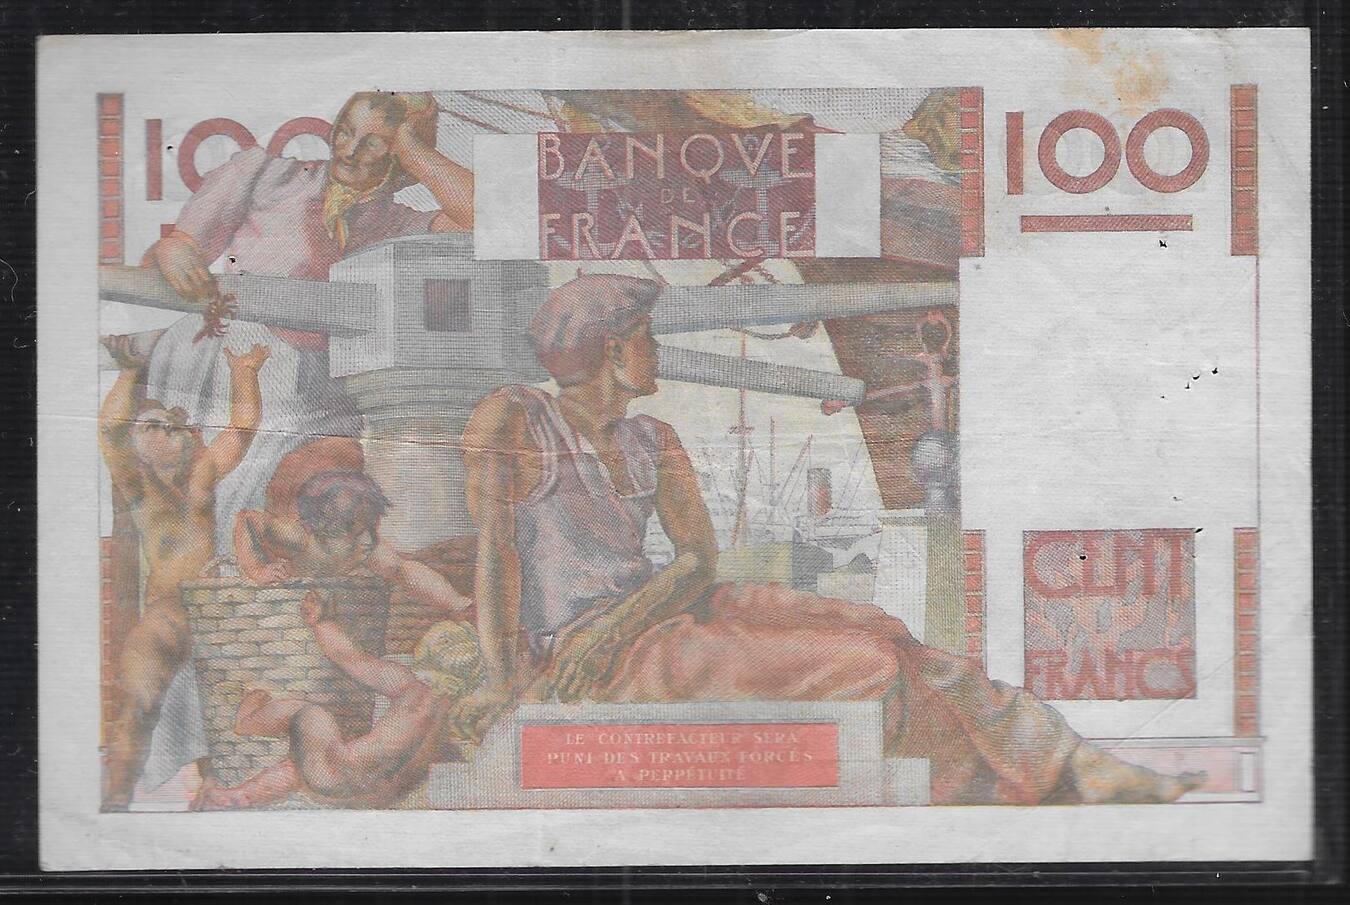 100
BANQVE
DE
FRANCE
100
CENT
FRANCS
LE CONTREFACTEUR SERA
PUNI DES TRAVAUX FORCÉS
A PERPÉTUITÉ